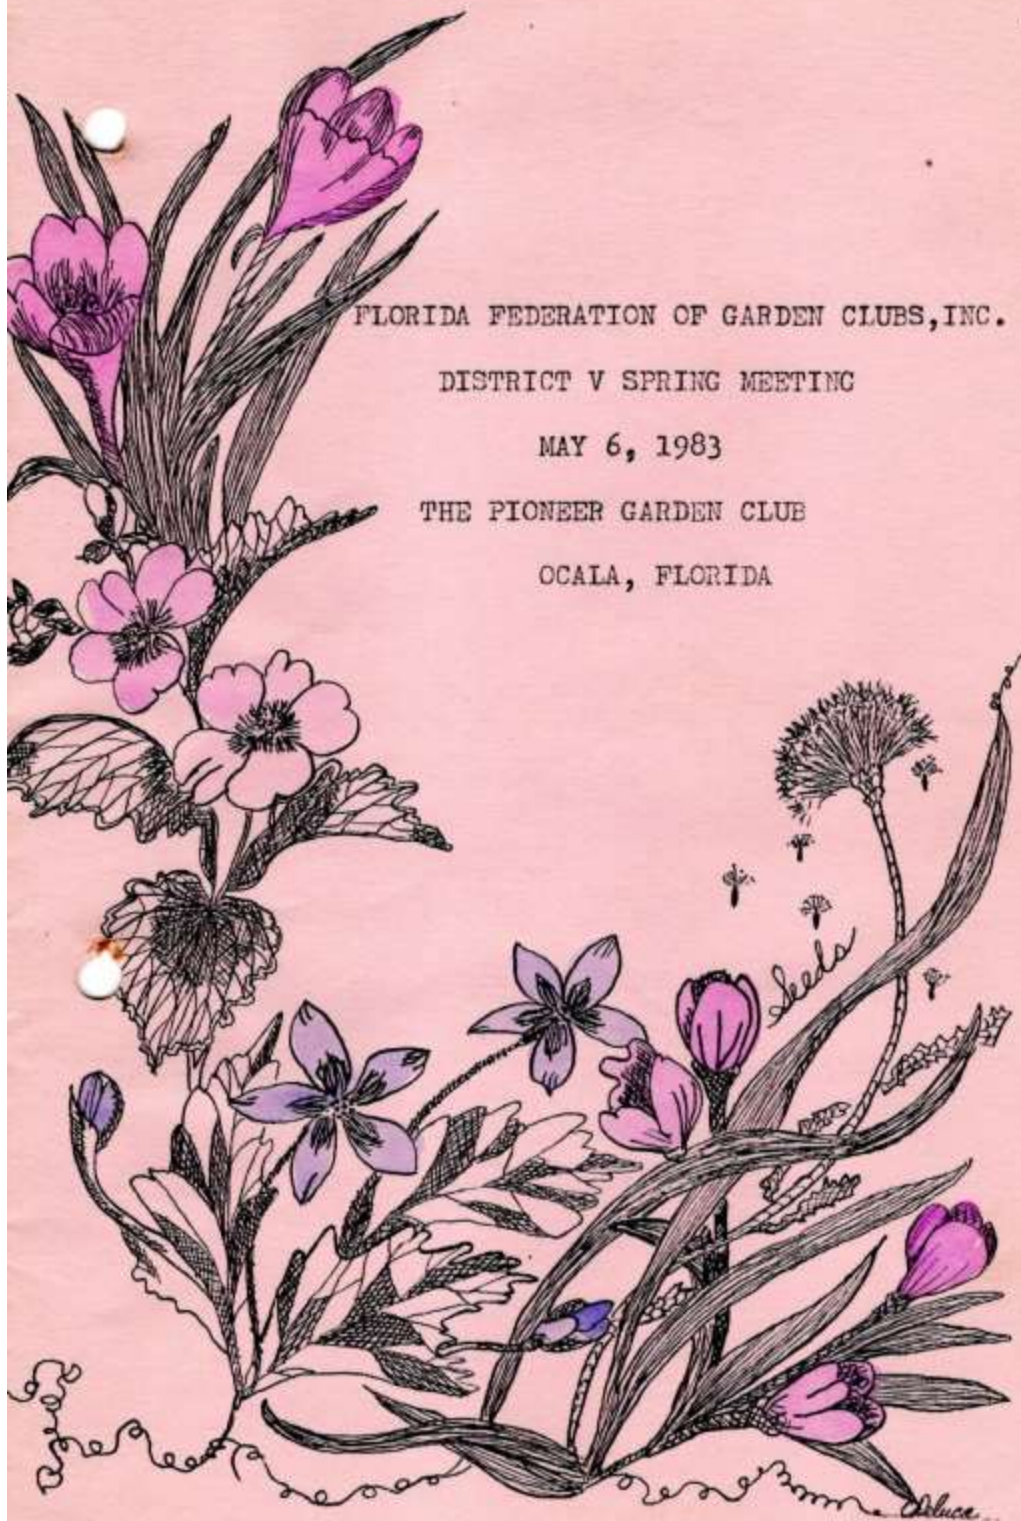 FLORIDA FEDERATION OF GARDEN CLUBS,INC.
DISTRICT V SPRING MEETING
MAY 6, 1983
THE PIONEER GARDEN CLUB
OCALA, FLORIDA
Seeds